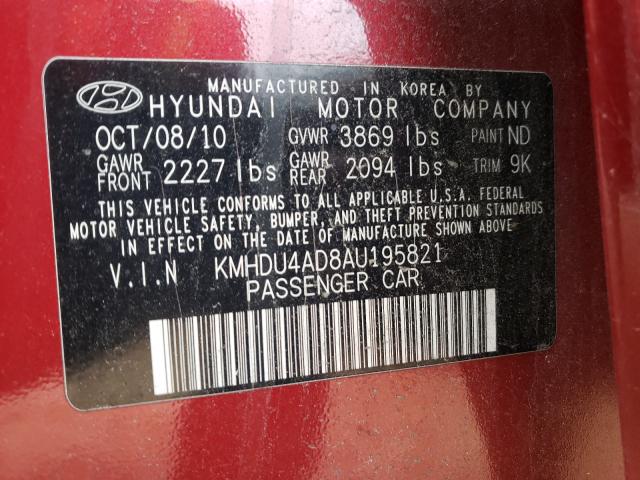 MANUFACTURED IN KOREA BY
HYUNDAI MOTOR COMPANY
OCT/08/10 GVWR 3869 lbs PAINT ND
GAWR FRONT 2227 lbs GAWR REAR 2094 lbs TRIM 9K
THIS VEHICLE CONFORMS TO ALL APPLICABLE U.S.A. FEDERAL
MOTOR VEHICLE SAFETY, BUMPER, AND THEFT PREVENTION STANDARDS
IN EFFECT ON THE DATE OF MANUFACTURE SHOWN ABOVE
V.I.N KMHDU4AD8AU195821
PASSENGER CAR